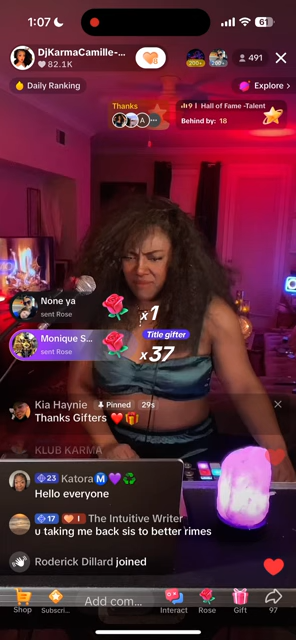 1:07
61
DjKarmaCamille-...
82.1K
200+
200+
491
Daily Ranking
Explore >
Thanks
A
Hall of Fame -Talent
Behind by: 18
None ya
sent Rose
x1
Title gifter
Monique S...
sent Rose
x37
Kia Haynie
Pinned
29s
Thanks Gifters ❤️🎁
KLUB KARMA
23 Katora M 💜♻️
Hello everyone
17 I The Intuitive Writer
u taking me back sis to better rimes
Roderick Dillard joined
Shop
Subscri...
Add com...
Interact
Rose
Gift
97